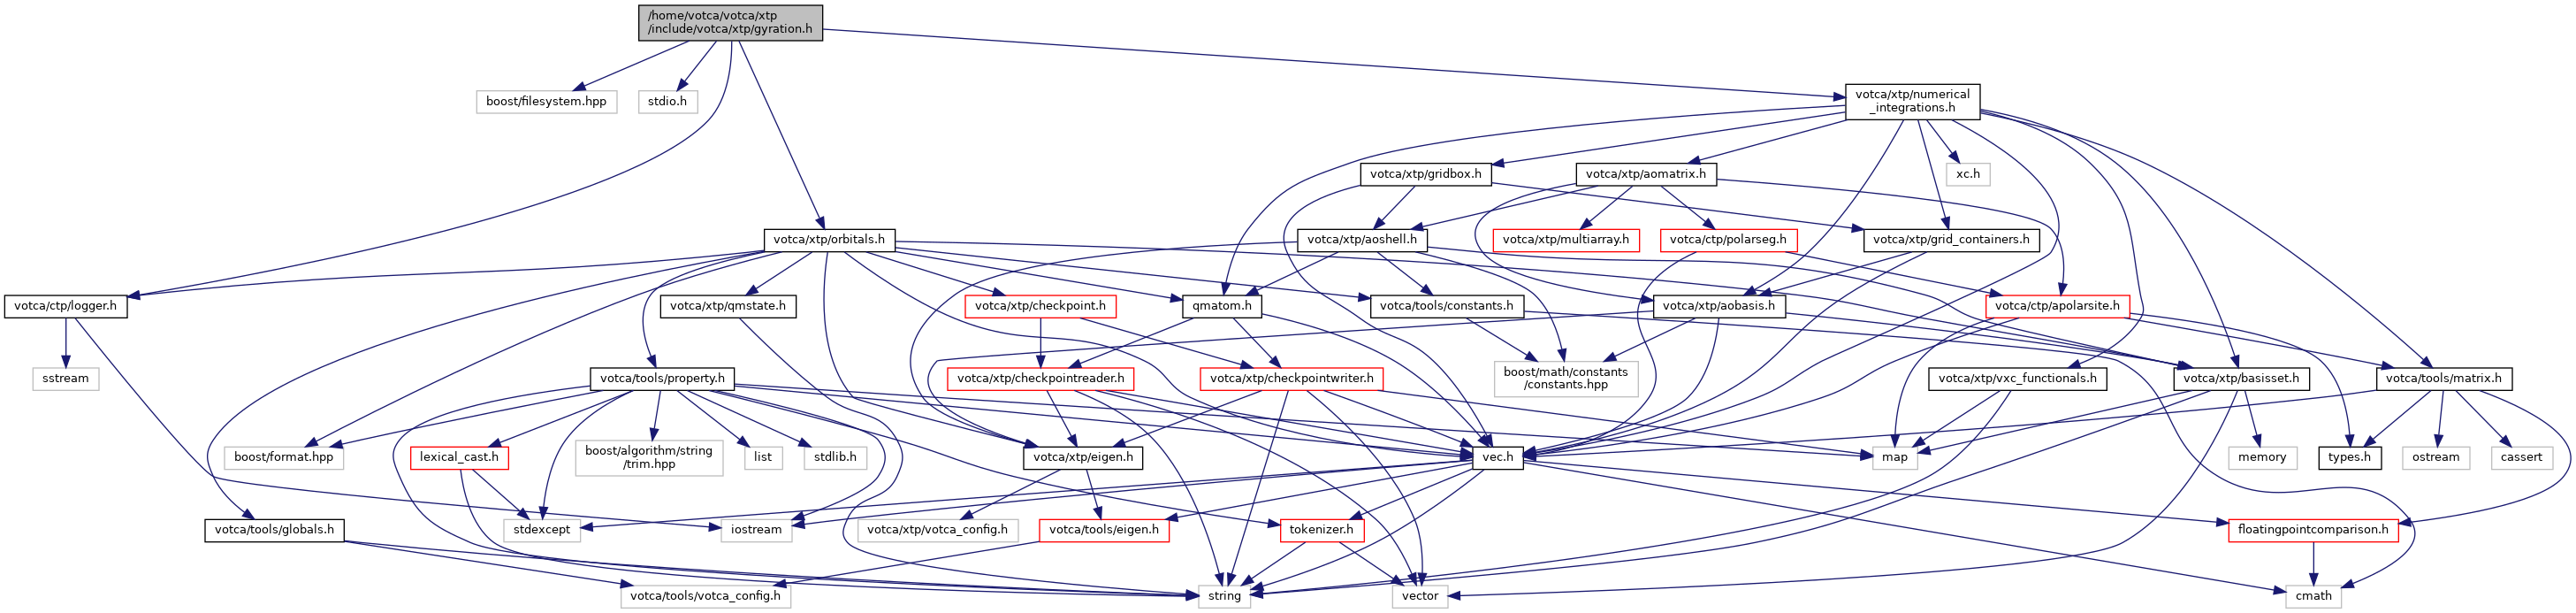 /home/votca/votca/xtp
/include/votca/xtp/gyration.h
boost/filesystem.hpp
stdio.h
votca/xtp/numerical
_integrations.h
votca/xtp/gridbox.h
votca/xtp/aomatrix.h
xc.h
votca/xtp/orbitals.h
votca/xtp/aoshell.h
votca/xtp/multiarray.h
votca/ctp/polarseg.h
votca/xtp/grid_containers.h
votca/ctp/logger.h
votca/xtp/qmstate.h
votca/xtp/checkpoint.h
qmatom.h
votca/tools/constants.h
votca/xtp/aobasis.h
votca/ctp/apolarsite.h
sstream
votca/tools/property.h
votca/xtp/checkpointreader.h
votca/xtp/checkpointwriter.h
boost/math/constants
/constants.hpp
votca/xtp/vxc_functionals.h
votca/xtp/basisset.h
votca/tools/matrix.h
boost/format.hpp
lexical_cast.h
boost/algorithm/string
/trim.hpp
list
stdlib.h
votca/xtp/eigen.h
vec.h
map
memory
types.h
ostream
cassert
votca/tools/globals.h
stdexcept
iostream
votca/xtp/votca_config.h
votca/tools/eigen.h
tokenizer.h
floatingpointcomparison.h
votca/tools/votca_config.h
string
vector
cmath